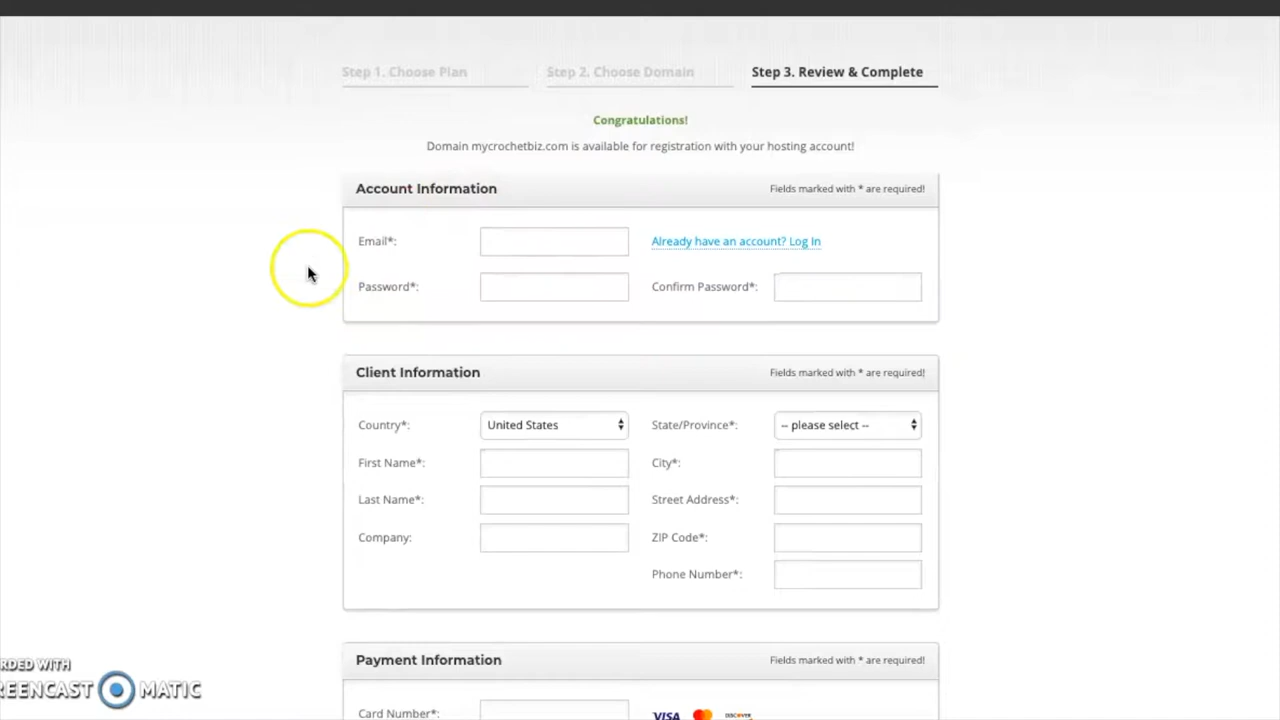 Step 1. Choose Plan Step 2. Choose Domain Step 3. Review & Complete
Congratulations!
Domain mycrochetbiz.com is available for registration with your hosting account!
Account Information Fields marked with * are required!
Email*: Already have an account? Log In
Password*: Confirm Password*:
Client Information Fields marked with * are required!
Country*: United States State/Province*: -- please select --
First Name*: City*:
Last Name*: Street Address*:
Company: ZIP Code*:
Phone Number*:
Payment Information Fields marked with * are required!
Card Number*: VISA DISCOVER
RDED WITH
REENCAST MATIC